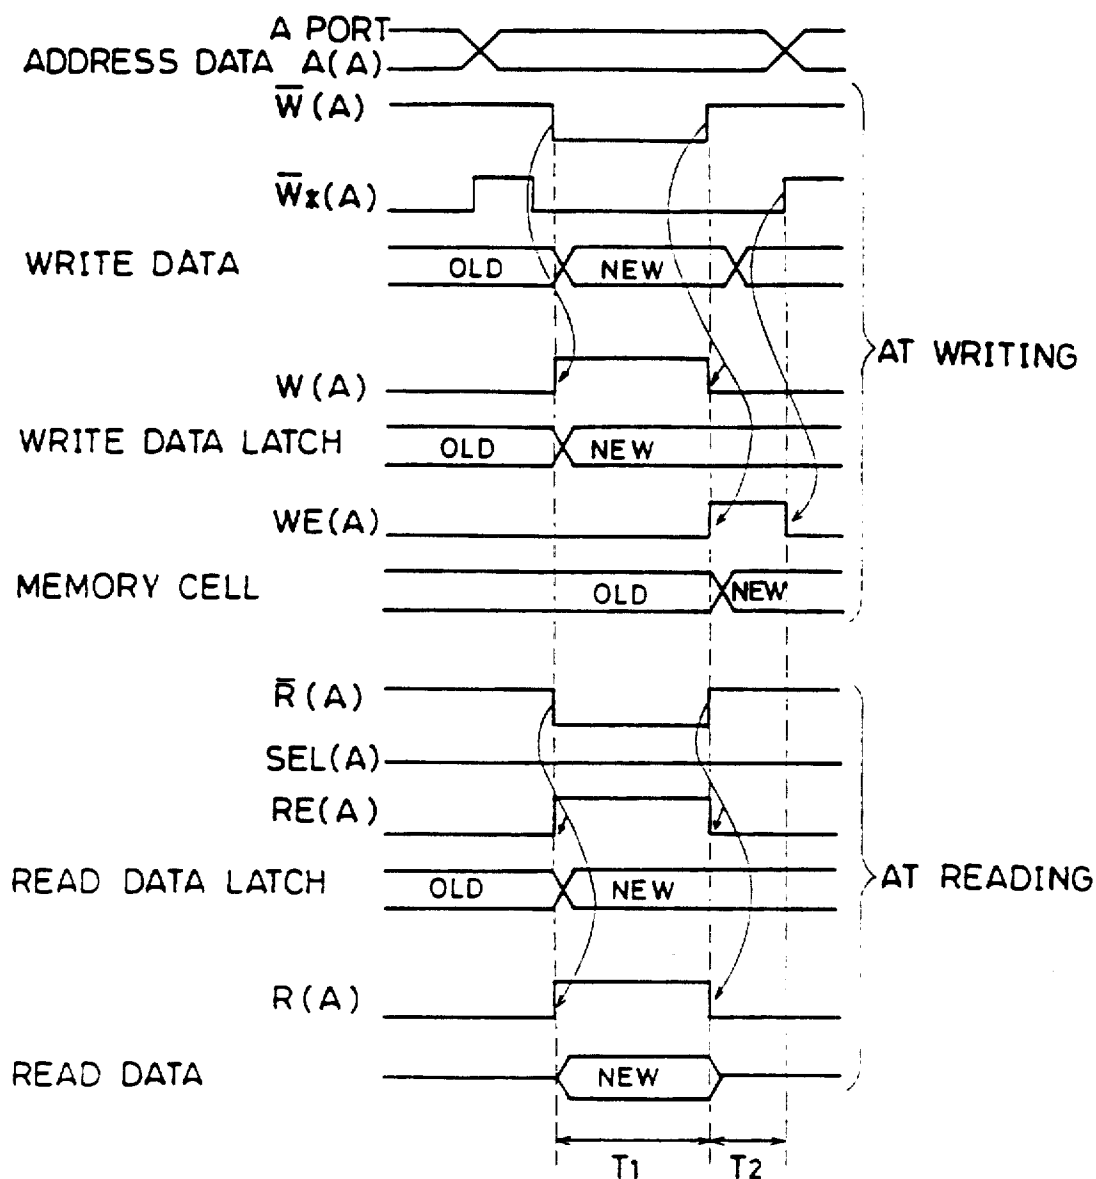 A PORT
ADDRESS DATA A(A)
W̅(A)
W̅*(A)
WRITE DATA OLD NEW
AT WRITING
W(A)
WRITE DATA LATCH OLD NEW
WE(A)
MEMORY CELL OLD NEW
R̅(A)
SEL(A)
RE(A)
READ DATA LATCH OLD NEW
AT READING
R(A)
READ DATA NEW
T1 T2